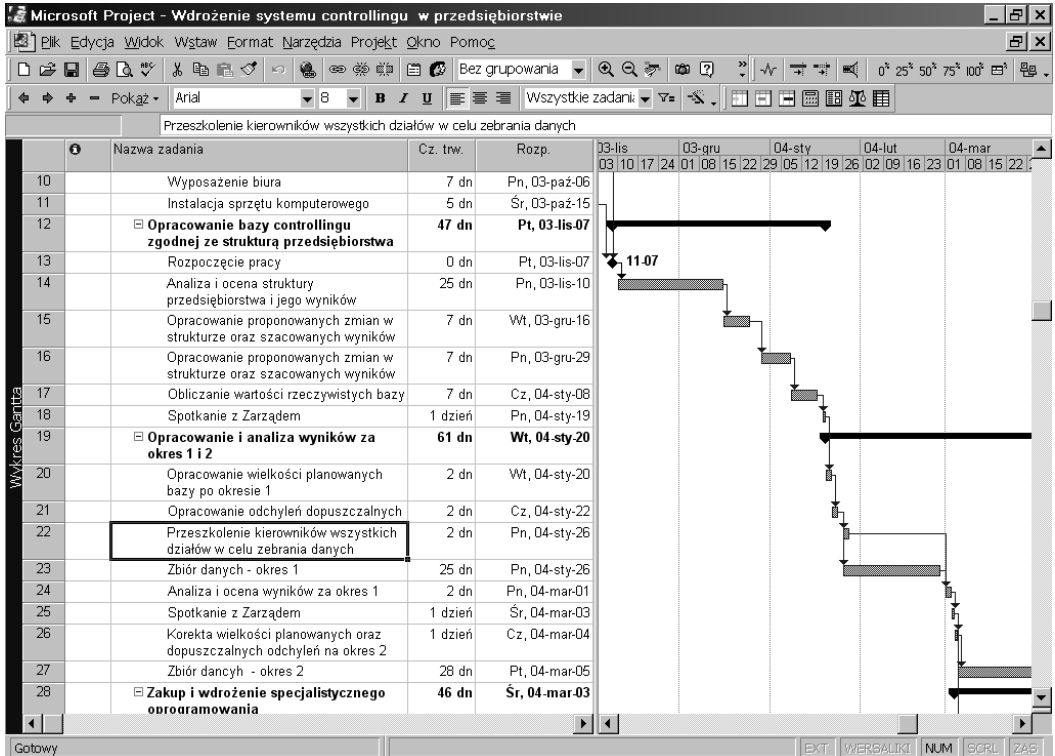 Microsoft Project - Wdrożenie systemu controllingu w przedsiębiorstwie
Plik Edycja Widok Wstaw Format Narzędzia Projekt Okno Pomoc
Bez grupowania
Pokaż
Arial
8
B I U
Wszystkie zadani
Przeszkolenie kierowników wszystkich działów w celu zebrania danych
Nazwa zadania Cz. trw. Rozp.
03-lis 03-gru 04-sty 04-lut 04-mar
03 10 17 24 01 08 15 22 29 05 12 19 26 02 09 16 23 01 08 15 22
10 Wyposażenie biura 7 dn Pn, 03-paź-06
11 Instalacja sprzętu komputerowego 5 dn Śr, 03-paź-15
12 Opracowanie bazy controllingu 47 dn Pt, 03-lis-07
zgodnej ze strukturą przedsiębiorstwa
13 Rozpoczęcie pracy 0 dn Pt, 03-lis-07
11-07
14 Analiza i ocena struktury 25 dn Pn, 03-lis-10
przedsiębiorstwa i jego wyników
15 Opracowanie proponowanych zmian w 7 dn Wt, 03-gru-16
strukturze oraz szacowanych wyników
16 Opracowanie proponowanych zmian w 7 dn Pn, 03-gru-29
strukturze oraz szacowanych wyników
17 Obliczanie wartości rzeczywistych bazy 7 dn Cz, 04-sty-08
18 Spotkanie z Zarządem 1 dzień Pn, 04-sty-19
19 Opracowanie i analiza wyników za 61 dn Wt, 04-sty-20
okres 1 i 2
20 Opracowanie wielkości planowanych 2 dn Wt, 04-sty-20
bazy po okresie 1
21 Opracowanie odchyleń dopuszczalnych 2 dn Cz, 04-sty-22
22 Przeszkolenie kierowników wszystkich 2 dn Pn, 04-sty-26
działów w celu zebrania danych
23 Zbiór danych - okres 1 25 dn Pn, 04-sty-26
24 Analiza i ocena wyników za okres 1 2 dn Pn, 04-mar-01
25 Spotkanie z Zarządem 1 dzień Śr, 04-mar-03
26 Korekta wielkości planowanych oraz 1 dzień Cz, 04-mar-04
dopuszczalnych odchyleń na okres 2
27 Zbiór dancyh - okres 2 28 dn Pt, 04-mar-05
28 Zakup i wdrożenie specjalistycznego 46 dn Śr, 04-mar-03
oprogramowania
Wykres Gantta
Gotowy
EXT WERSALIKI NUM SCRL ZAS